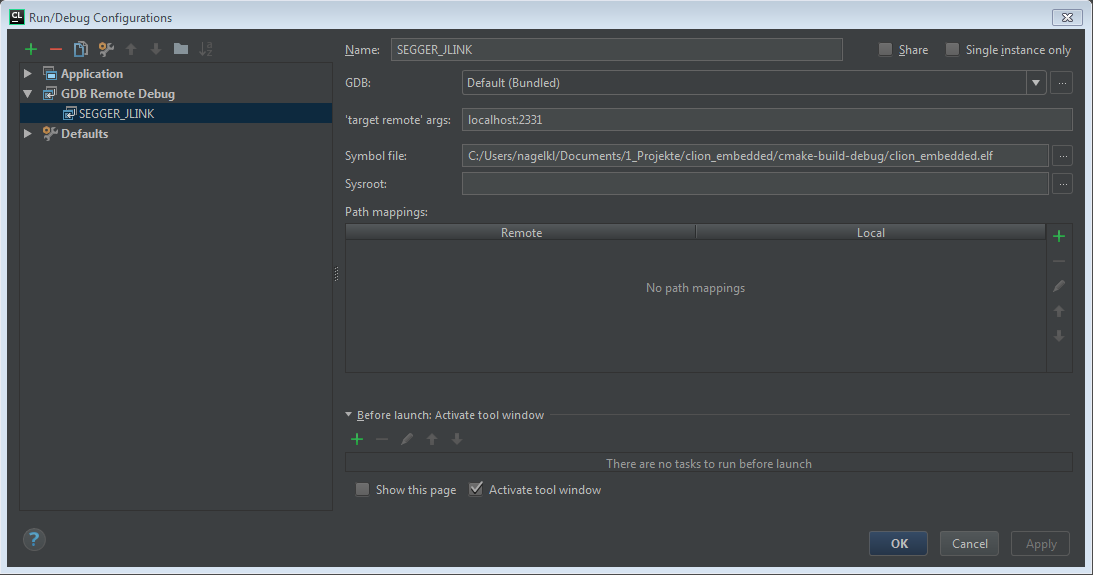 CL Run/Debug Configurations
Name: SEGGER_JLINK Share Single instance only
Application
GDB Remote Debug
SEGGER_JLINK
Defaults
GDB: Default (Bundled) ...
'target remote' args: localhost:2331
Symbol file: C:/Users/nagelkl/Documents/1_Projekte/clion_embedded/cmake-build-debug/clion_embedded.elf ...
Sysroot: ...
Path mappings:
Remote Local
No path mappings
Before launch: Activate tool window
There are no tasks to run before launch
Show this page Activate tool window
? OK Cancel Apply